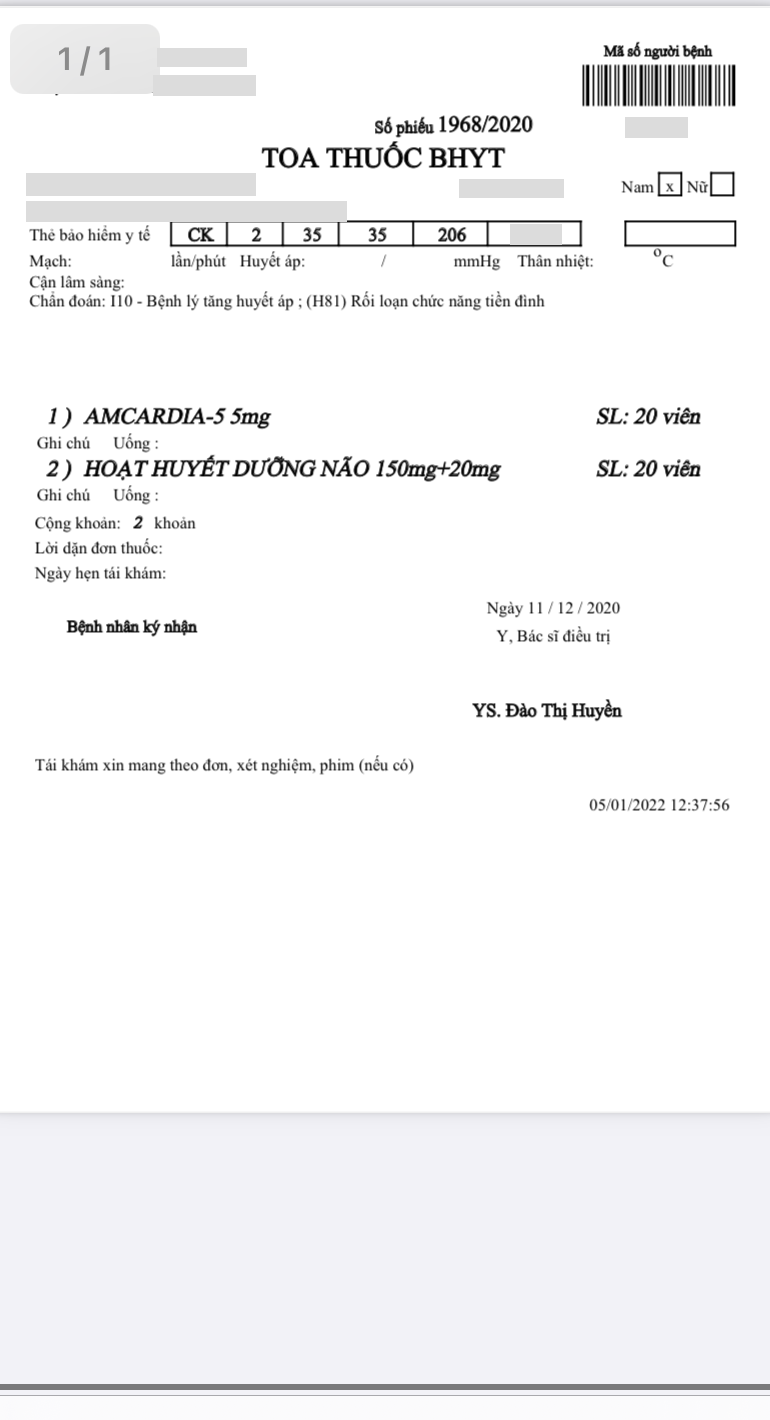 1/1
Mã số người bệnh
Số phiếu 1968/2020
TOA THUỐC BHYT
Nam x Nữ
Thẻ bảo hiểm y tế CK 2 35 35 206
Mạch: lần/phút Huyết áp: / mmHg Thân nhiệt: °C
Cận lâm sàng:
Chẩn đoán: I10 - Bệnh lý tăng huyết áp ; (H81) Rối loạn chức năng tiền đình
1 ) AMCARDIA-5 5mg SL: 20 viên
Ghi chú Uống :
2 ) HOẠT HUYẾT DƯỠNG NÃO 150mg+20mg SL: 20 viên
Ghi chú Uống :
Cộng khoản: 2 khoản
Lời dặn đơn thuốc:
Ngày hẹn tái khám:
Ngày 11 / 12 / 2020
Bệnh nhân ký nhận
Y, Bác sĩ điều trị
YS. Đào Thị Huyền
Tái khám xin mang theo đơn, xét nghiệm, phim (nếu có)
05/01/2022 12:37:56